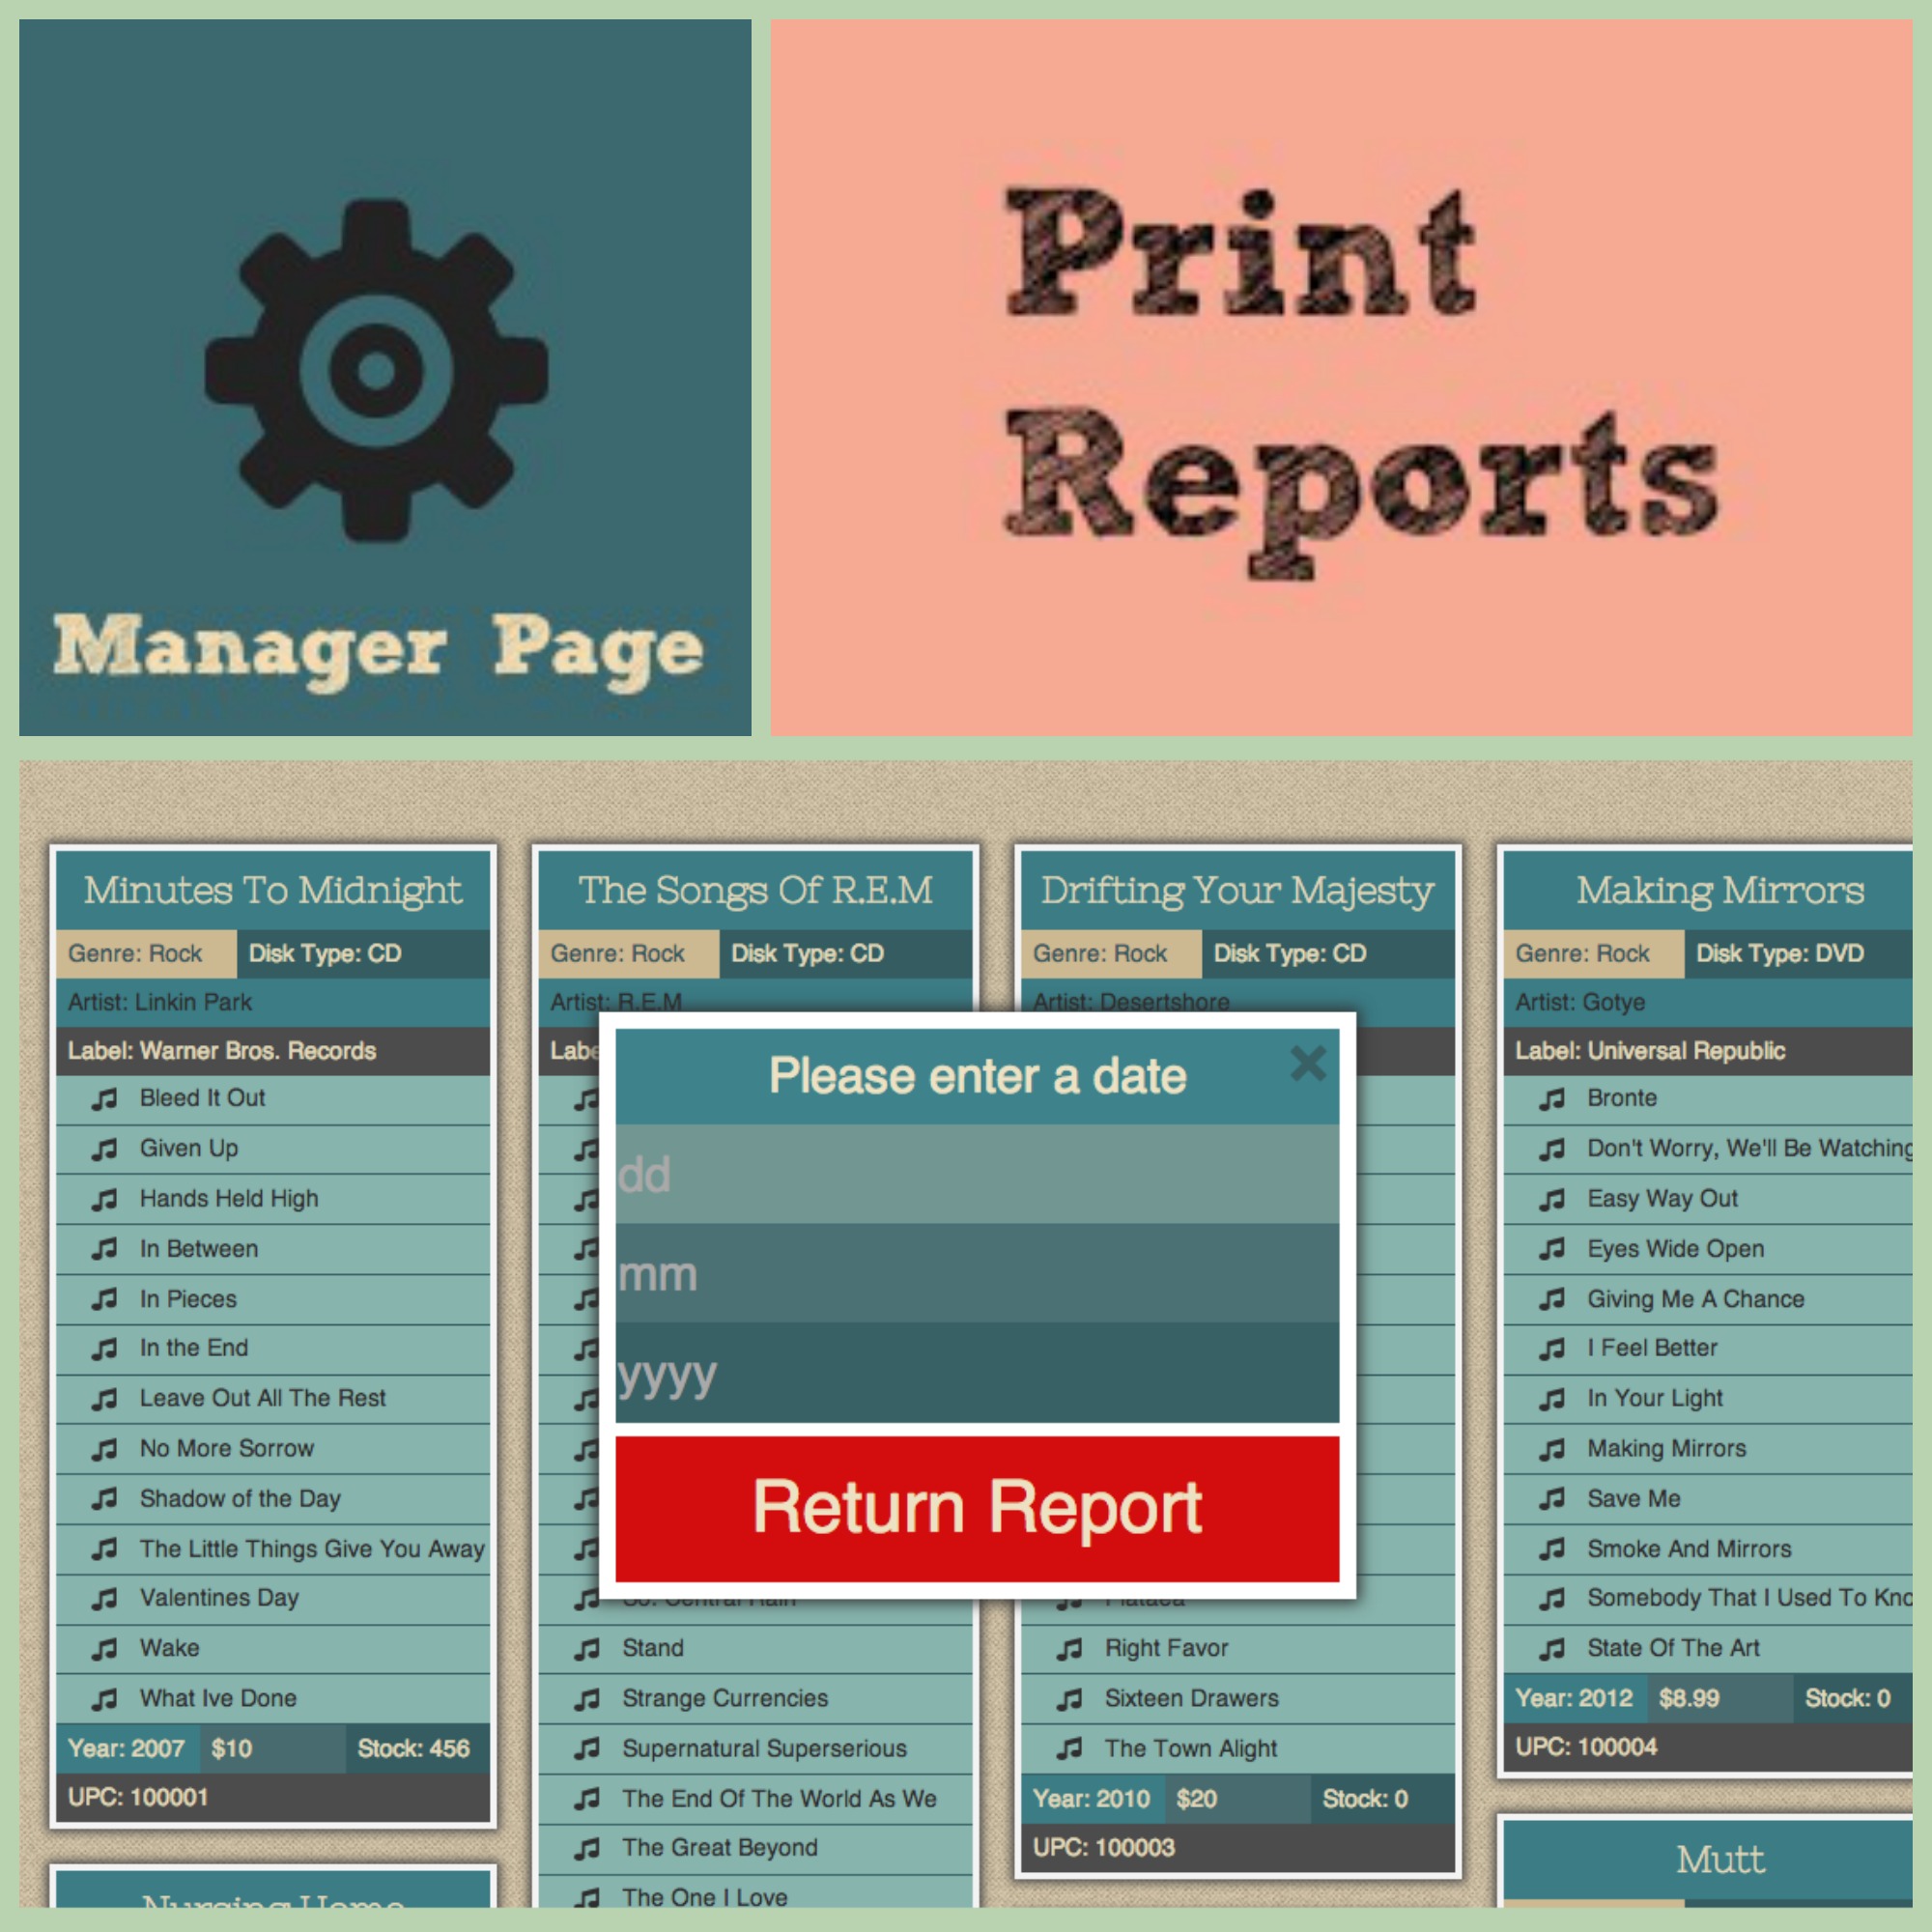 Manager Page
Print
Reports
Minutes To Midnight
Genre: Rock
Disk Type: CD
Artist: Linkin Park
Label: Warner Bros. Records
Bleed It Out
Given Up
Hands Held High
In Between
In Pieces
In the End
Leave Out All The Rest
No More Sorrow
Shadow of the Day
The Little Things Give You Away
Valentines Day
Wake
What Ive Done
Year: 2007
$10
Stock: 456
UPC: 100001
Nursing Home
The Songs Of R.E.M
Genre: Rock
Disk Type: CD
Artist: R.E.M
So. Central Rain
Stand
Strange Currencies
Supernatural Superserious
The End Of The World As We
The Great Beyond
The One I Love
Please enter a date
dd
mm
yyyy
Return Report
Drifting Your Majesty
Genre: Rock
Disk Type: CD
Artist: Desertshore
Plataea
Right Favor
Sixteen Drawers
The Town Alight
Year: 2010
$20
Stock: 0
UPC: 100003
Making Mirrors
Genre: Rock
Disk Type: DVD
Artist: Gotye
Label: Universal Republic
Bronte
Don't Worry, We'll Be Watching
Easy Way Out
Eyes Wide Open
Giving Me A Chance
I Feel Better
In Your Light
Making Mirrors
Save Me
Smoke And Mirrors
Somebody That I Used To Kno
State Of The Art
Year: 2012
$8.99
Stock: 0
UPC: 100004
Mutt